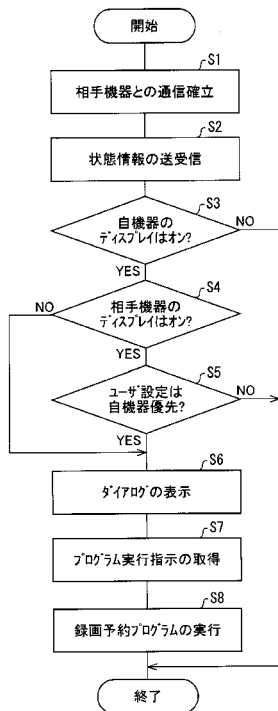 開始
S1
相手機器との通信確立
S2
状態情報の送受信
S3
自機器の
ディスプレイはオン?
NO
YES
S4
NO
相手機器の
ディスプレイはオン?
YES
S5
ユーザ設定は
自機器優先?
NO
YES
S6
ダイアログの表示
S7
プログラム実行指示の取得
S8
録画予約プログラムの実行
終了